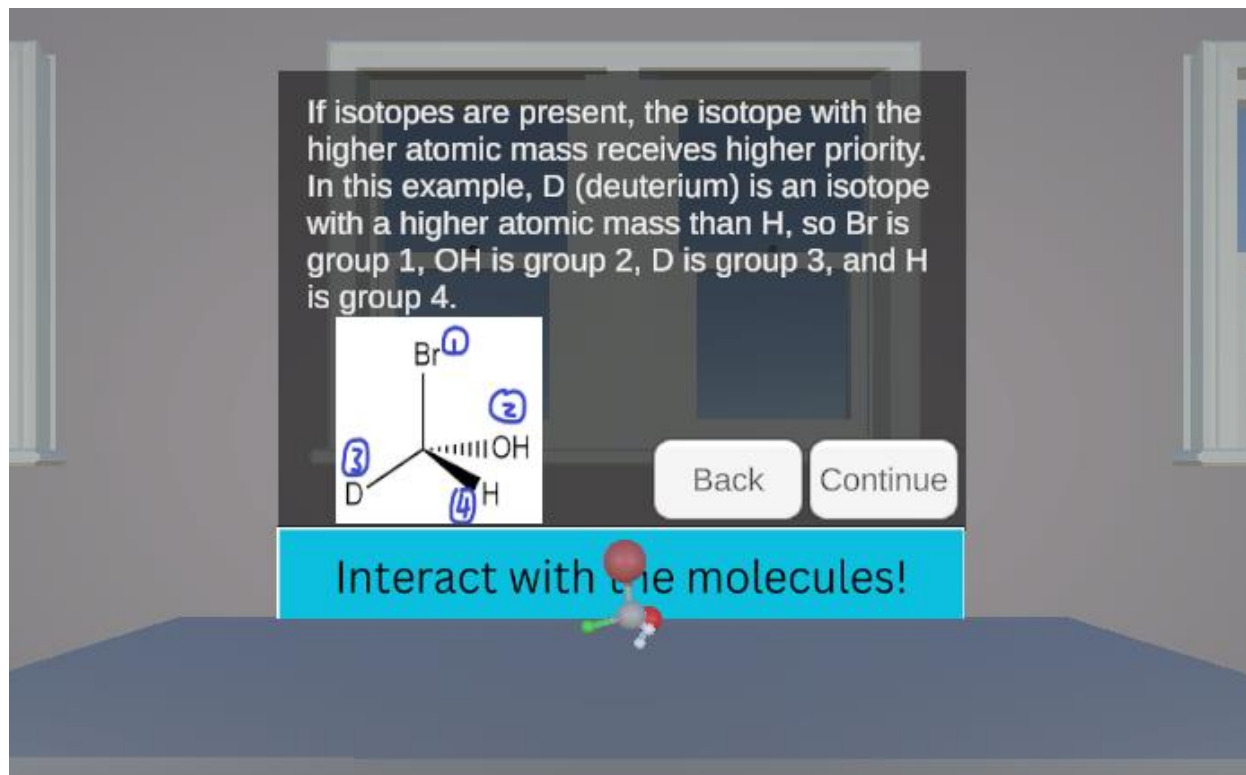 If isotopes are present, the isotope with the
higher atomic mass receives higher priority.
In this example, D (deuterium) is an isotope
with a higher atomic mass than H, so Br is
group 1, OH is group 2, D is group 3, and H
is group 4.
Br ①
②
OH
③
D
④ H
Back
Continue
Interact with the molecules!